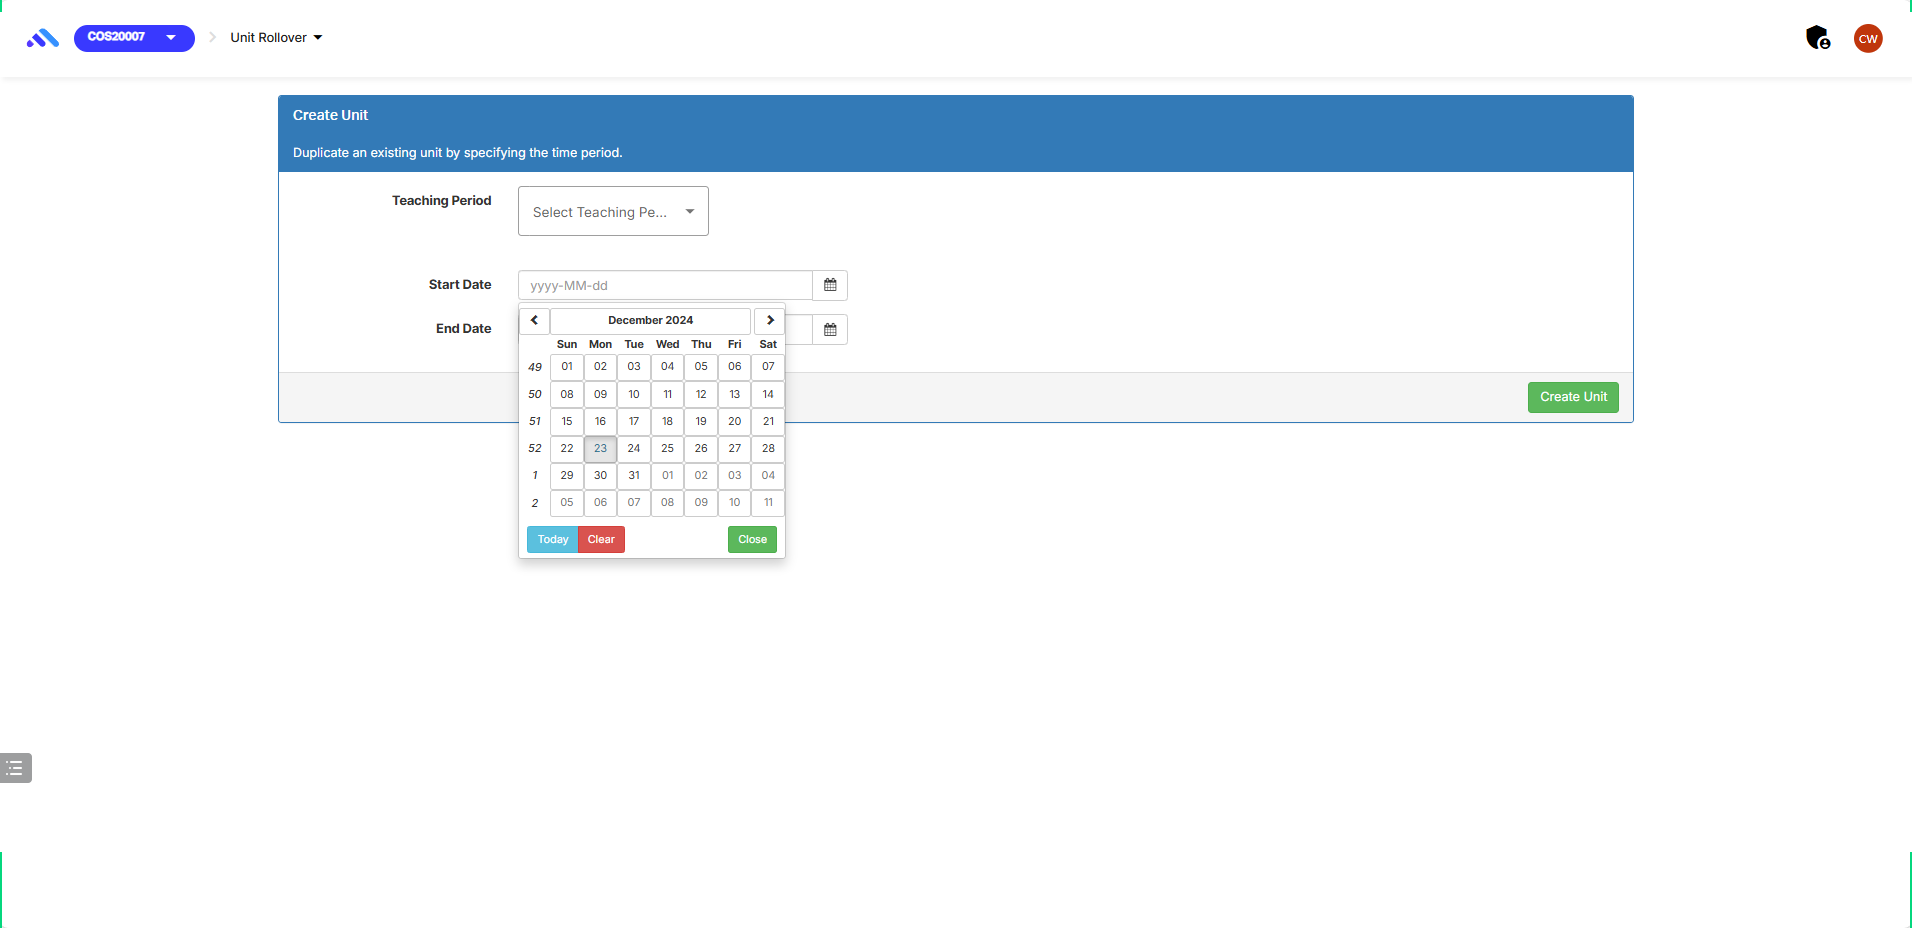 COS20007
Unit Rollover
CW
Create Unit
Duplicate an existing unit by specifying the time period.
Teaching Period
Select Teaching Pe...
Start Date
yyyy-MM-dd
End Date
December 2024
Sun Mon Tue Wed Thu Fri Sat
49 01 02 03 04 05 06 07
50 08 09 10 11 12 13 14
51 15 16 17 18 19 20 21
52 22 23 24 25 26 27 28
1 29 30 31 01 02 03 04
2 05 06 07 08 09 10 11
Today Clear Close
Create Unit